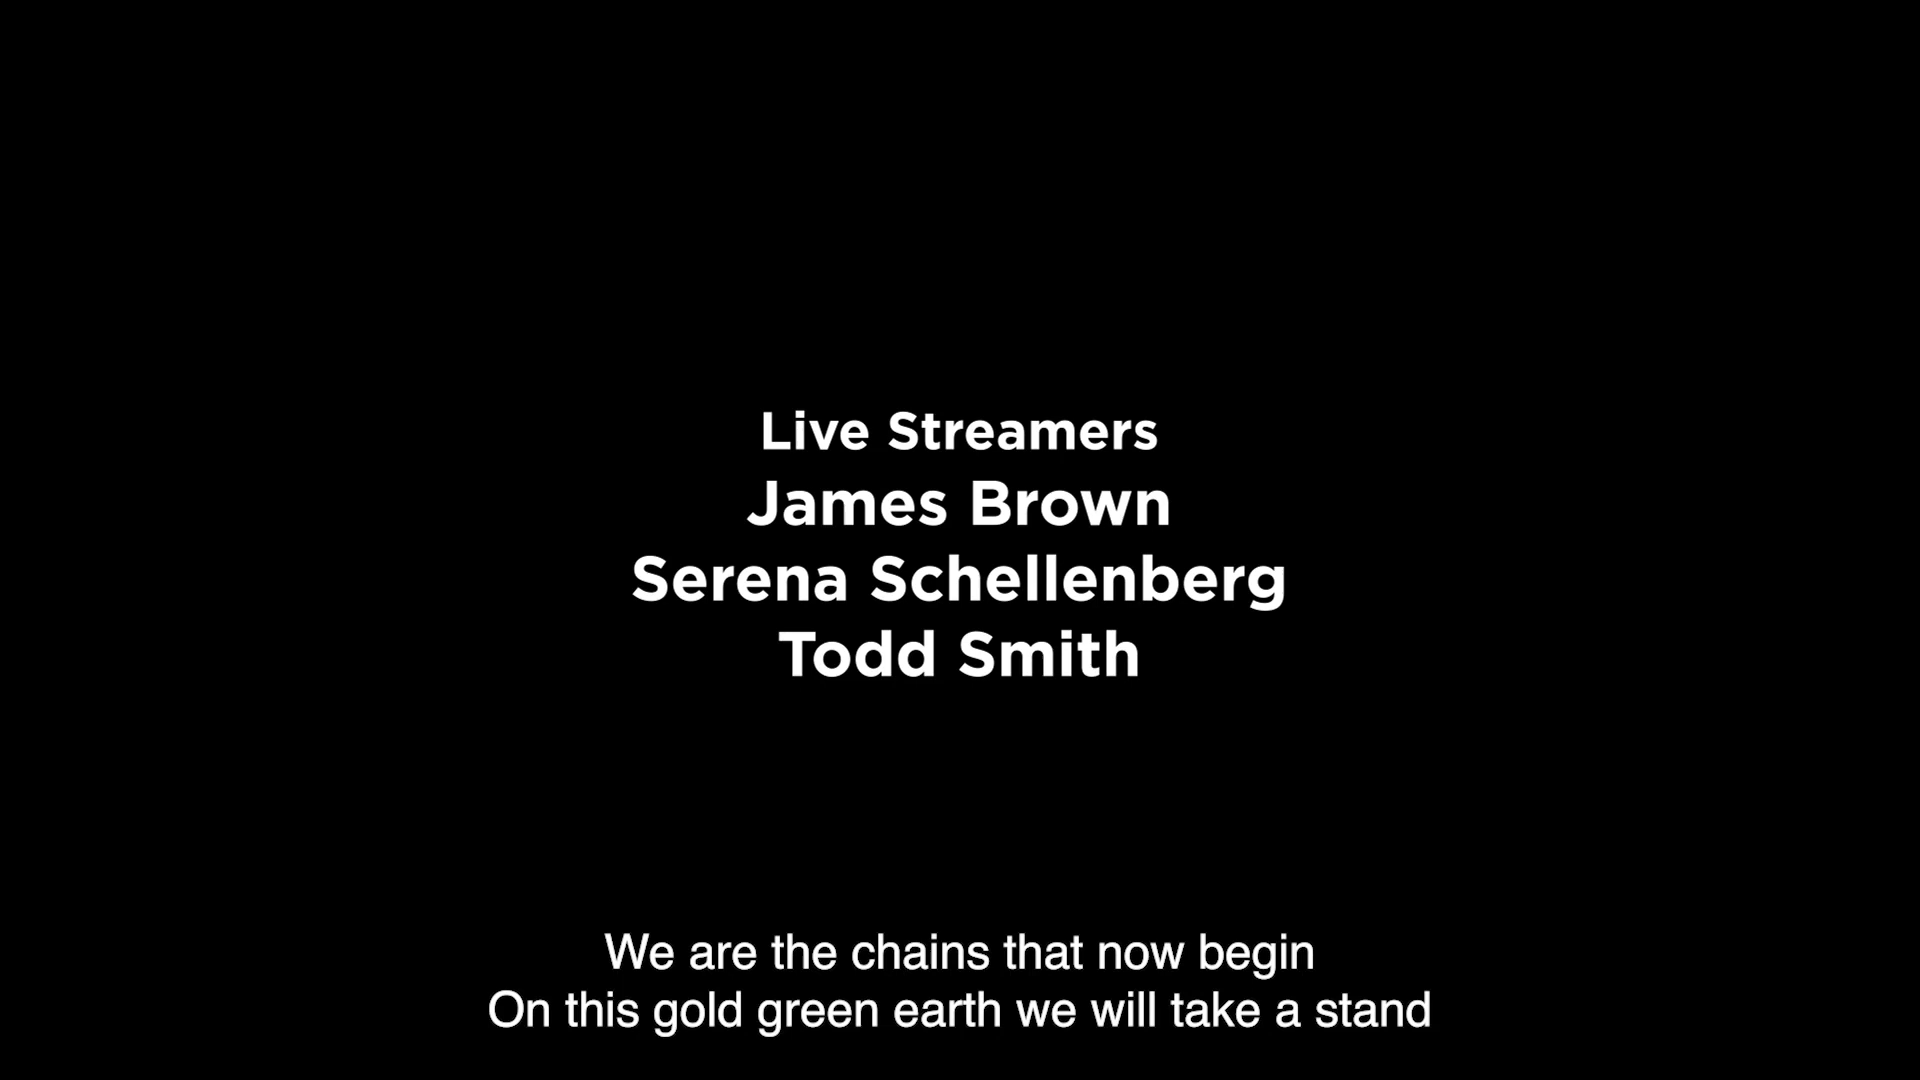 Live Streamers
James Brown
Serena Schellenberg
Todd Smith
We are the chains that now begin
On this gold green earth we will take a stand